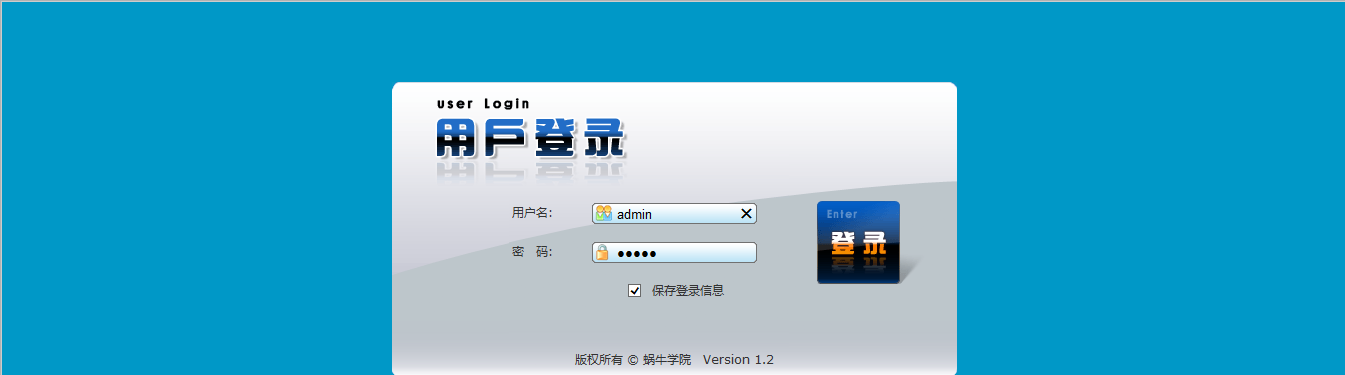 user Login
用戶登录
用户名:
admin
Enter
登录
密 码:
●●●●●
保存登录信息
版权所有 © 蜗牛学院 Version 1.2